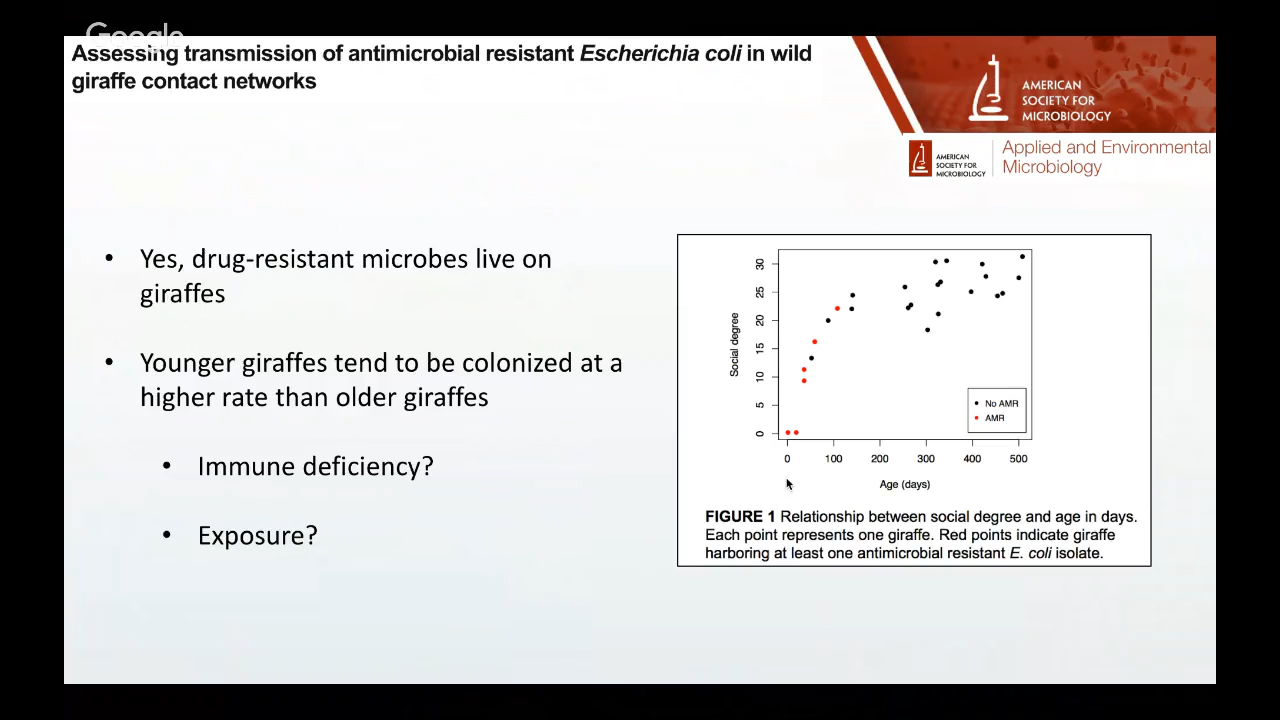 Google
Assessing transmission of antimicrobial resistant Escherichia coli in wild
giraffe contact networks
AMERICAN
SOCIETY FOR
MICROBIOLOGY
AMERICAN
SOCIETY FOR
MICROBIOLOGY
Applied and Environmental
Microbiology
• Yes, drug-resistant microbes live on
giraffes
• Younger giraffes tend to be colonized at a
higher rate than older giraffes
• Immune deficiency?
• Exposure?
Social degree
30
25
20
15
10
5
0
No AMR
AMR
0 100 200 300 400 500
Age (days)
FIGURE 1 Relationship between social degree and age in days.
Each point represents one giraffe. Red points indicate giraffe
harboring at least one antimicrobial resistant E. coli isolate.